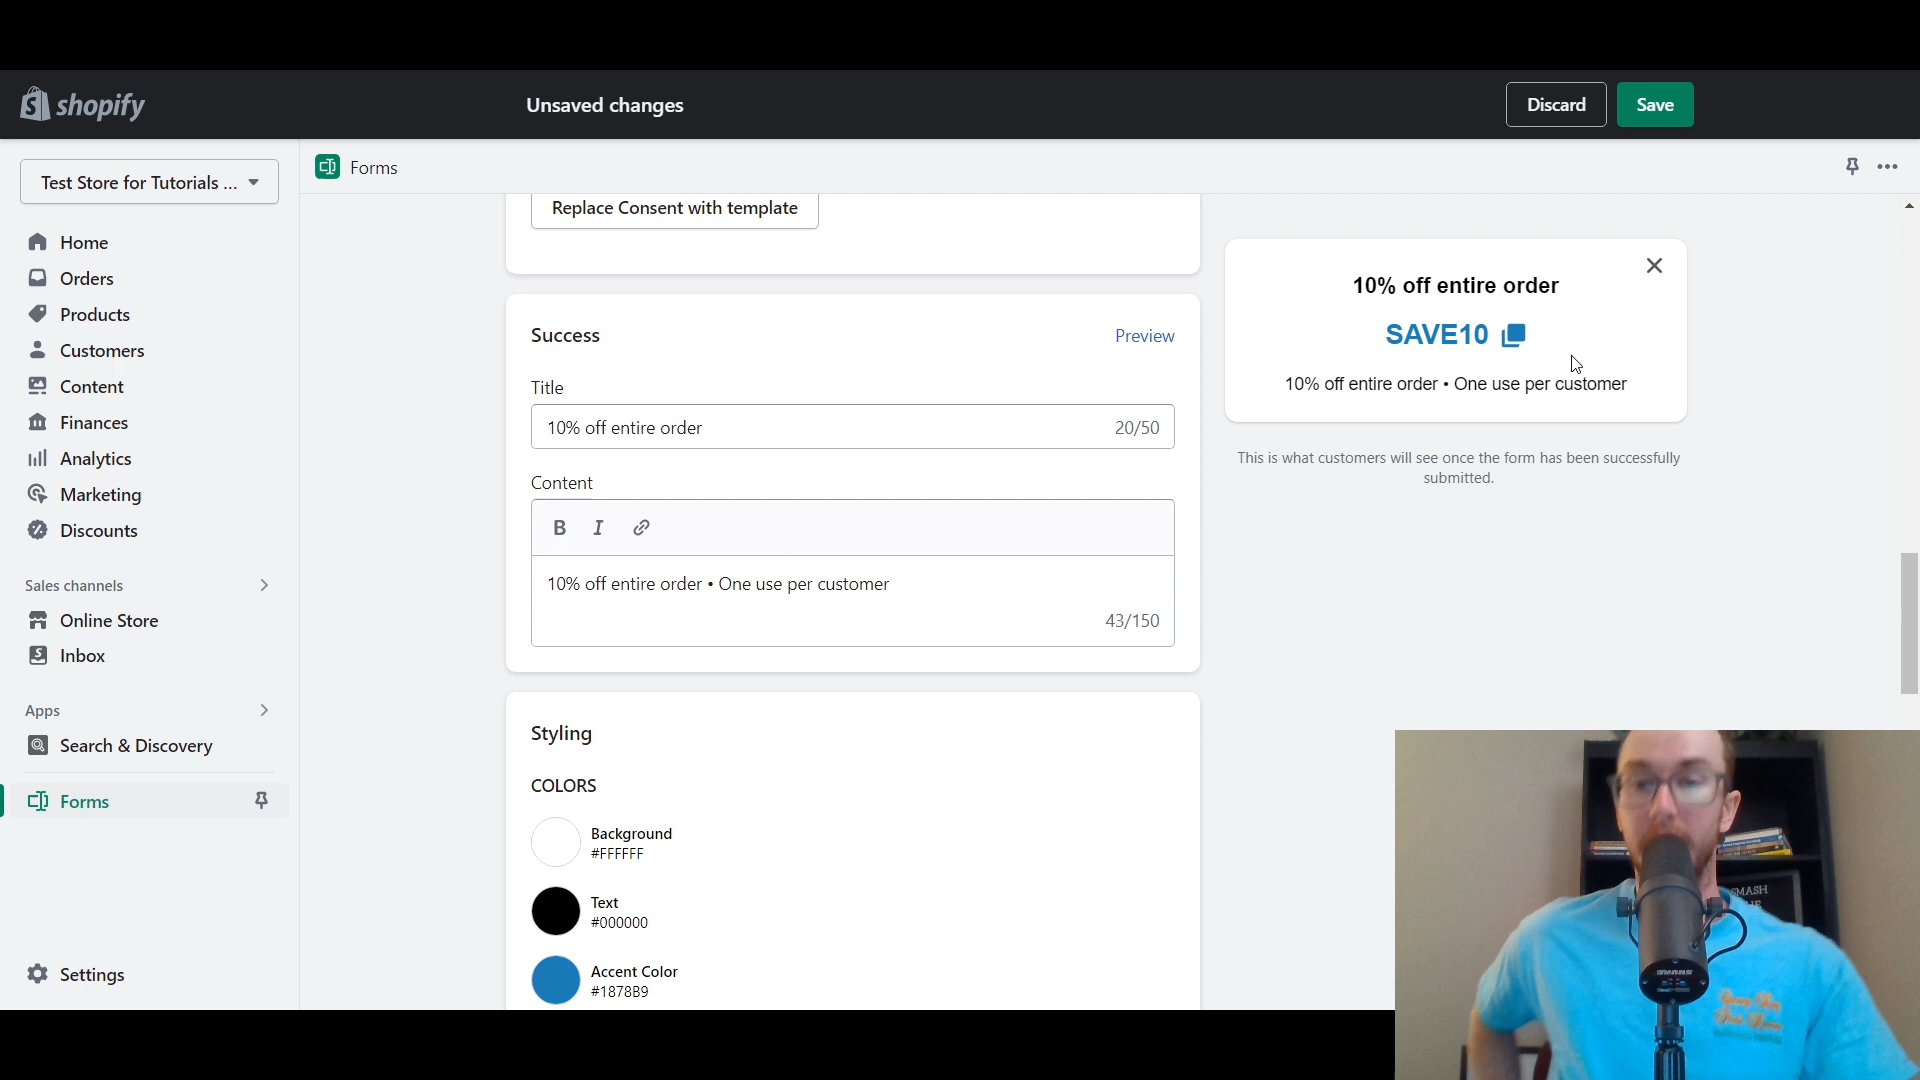 shopify
Unsaved changes
Discard
Save
Test Store for Tutorials ...
Forms
Home
Orders
Products
Customers
Content
Finances
Analytics
Marketing
Discounts
Sales channels
Online Store
Inbox
Apps
Search & Discovery
Forms
Settings
Replace Consent with template
Success
Preview
Title
10% off entire order
20/50
Content
B I
10% off entire order • One use per customer
43/150
Styling
COLORS
Background
#FFFFFF
Text
#000000
Accent Color
#1878B9
10% off entire order
SAVE10
10% off entire order • One use per customer
This is what customers will see once the form has been successfully
submitted.
SMASH
SHURE